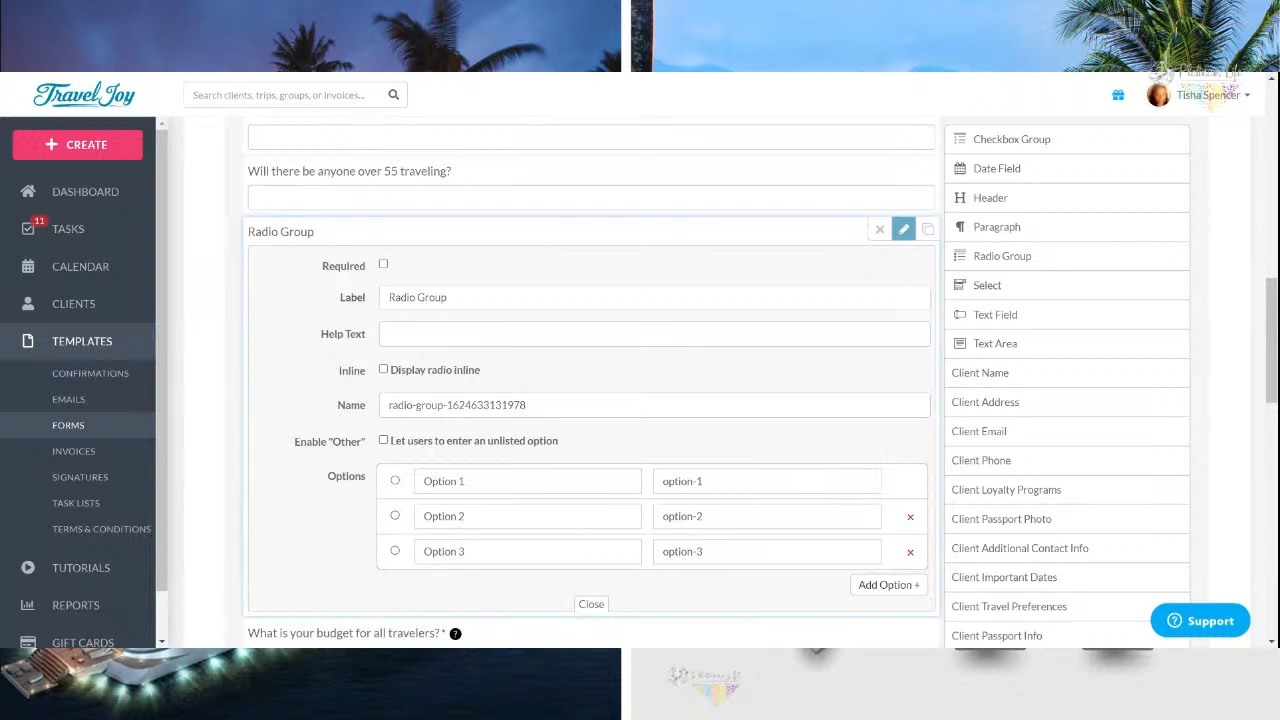 Travel Joy
Search clients, trips, groups, or invoices...
Tisha Spencer
+ CREATE
DASHBOARD
11
TASKS
CALENDAR
CLIENTS
TEMPLATES
CONFIRMATIONS
EMAILS
FORMS
INVOICES
SIGNATURES
TASK LISTS
TERMS & CONDITIONS
TUTORIALS
REPORTS
GIFT CARDS
Will there be anyone over 55 traveling?
Radio Group
Required
Label
Radio Group
Help Text
Inline
Display radio inline
Name
radio-group-1624633131978
Enable "Other"
Let users to enter an unlisted option
Options
Option 1
option-1
Option 2
option-2
×
Option 3
option-3
×
Add Option +
Close
What is your budget for all travelers? * ?
Checkbox Group
Date Field
H Header
¶ Paragraph
Radio Group
Select
Text Field
Text Area
Client Name
Client Address
Client Email
Client Phone
Client Loyalty Programs
Client Passport Photo
Client Additional Contact Info
Client Important Dates
Client Travel Preferences
Client Passport Info
? Support